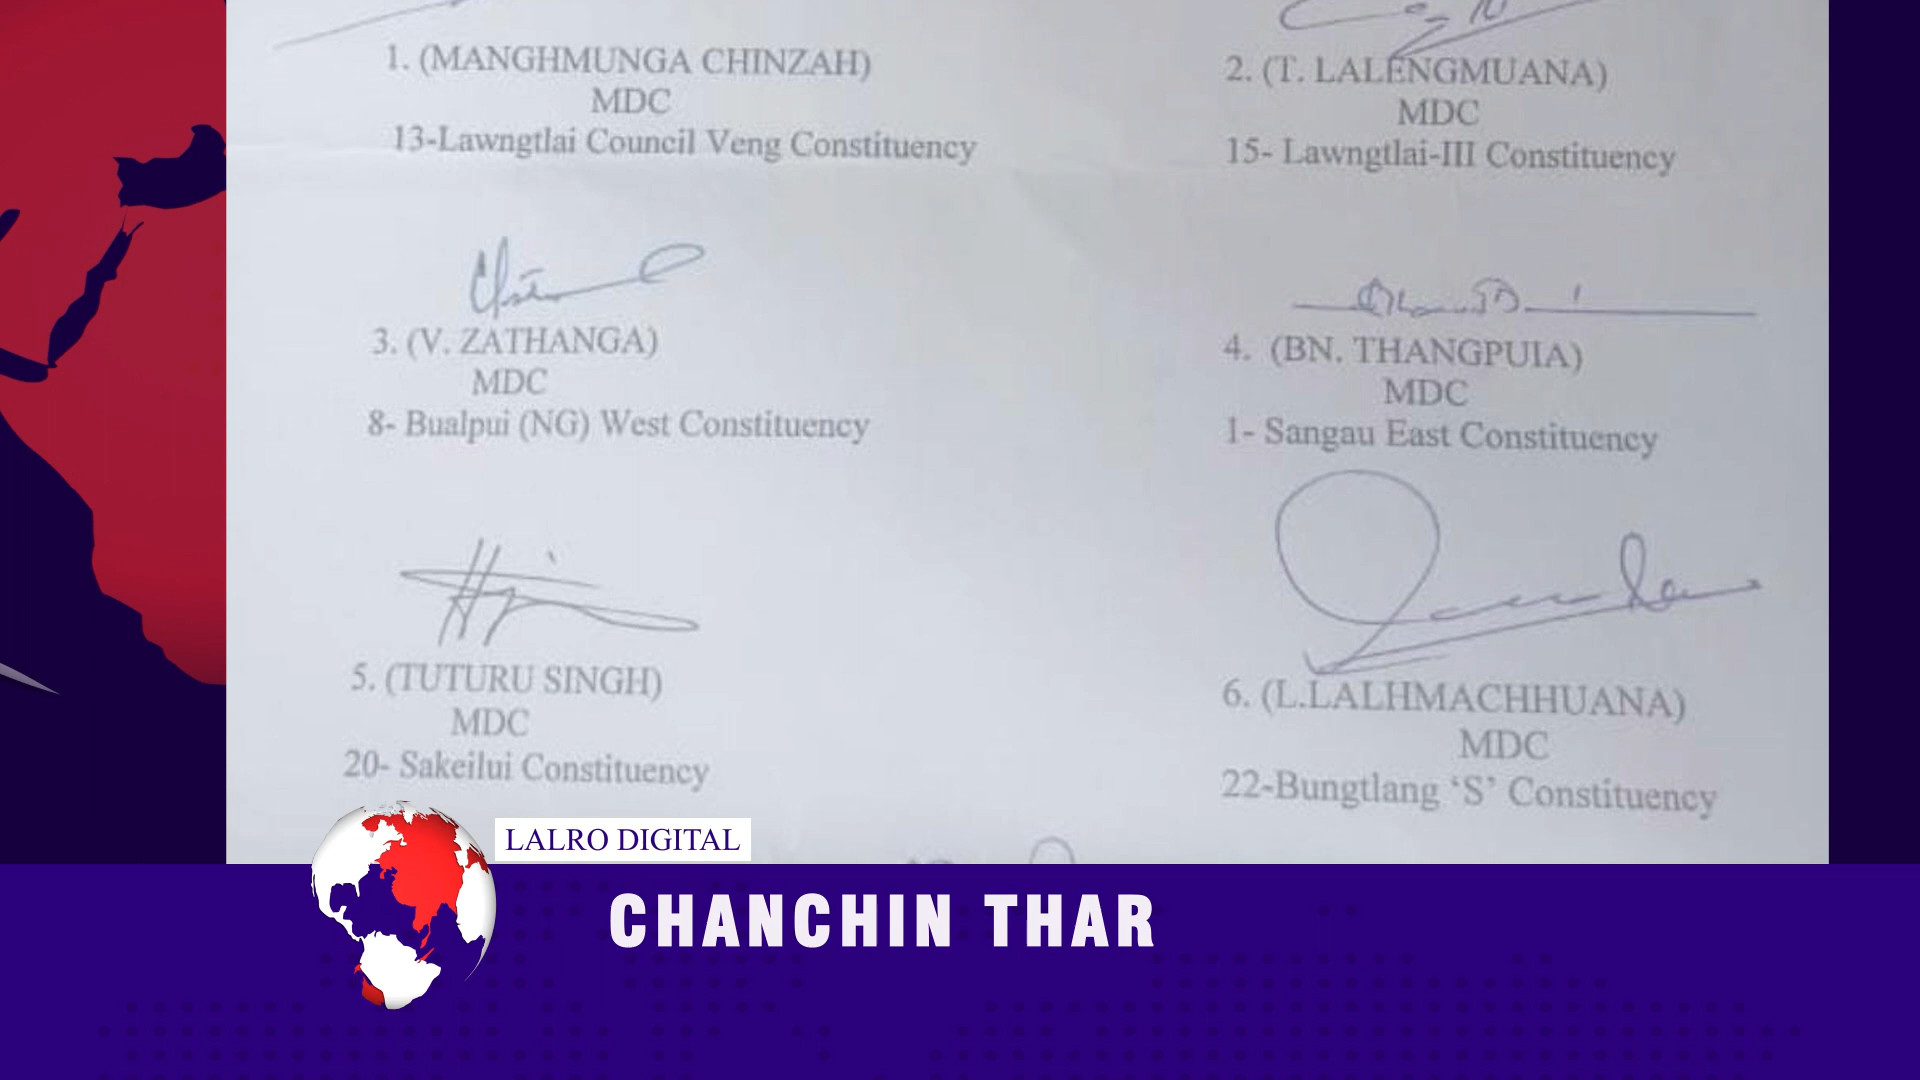 1. (MANGHMUNGA CHINZAH)
MDC
13-Lawngtlai Council Veng Constituency
2. (T. LALENGMUANA)
MDC
15- Lawngtlai-III Constituency
3. (V. ZATHANGA)
MDC
8- Bualpui (NG) West Constituency
4. (BN. THANGPUIA)
MDC
1- Sangau East Constituency
5. (TUTURU SINGH)
MDC
20- Sakeilui Constituency
6. (L.LALHMACHHUANA)
MDC
22-Bungtlang ‘S’ Constituency
LALRO DIGITAL
CHANCHIN THAR